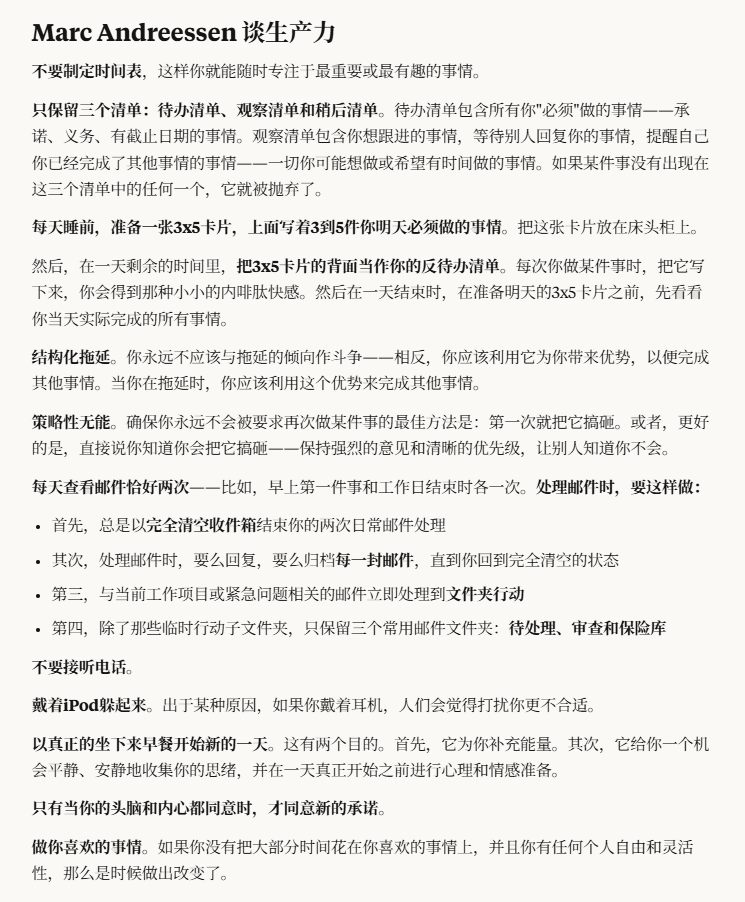 Marc Andreessen 谈生产力
不要制定时间表，这样你就能随时专注于最重要或最有趣的事情。
只保留三个清单：待办清单、观察清单和稍后清单。待办清单包含所有你"必须"做的事情——承
诺、义务、有截止日期的事情。观察清单包含你想跟进的事情，等待别人回复你的事情，提醒自己
你已经完成了其他事情的事情——一切你可能想做或希望有时间做的事情。如果某件事没有出现在
这三个清单中的任何一个，它就被抛弃了。
每天睡前，准备一张3x5卡片，上面写着3到5件你明天必须做的事情。把这张卡片放在床头柜上。
然后，在一天剩余的时间里，把3x5卡片的背面当作你的反待办清单。每次你做某件事时，把它写
下来，你会得到那种小小的内啡肽快感。然后在一天结束时，在准备明天的3x5卡片之前，先看看
你当天实际完成的所有事情。
结构化拖延。你永远不应该与拖延的倾向作斗争——相反，你应该利用它为你带来优势，以便完成
其他事情。当你在拖延时，你应该利用这个优势来完成其他事情。
策略性无能。确保你永远不会被要求再次做某件事的最佳方法是：第一次就把它搞砸。或者，更好
的是，直接说你知道你会把它搞砸——保持强烈的意见和清晰的优先级，让别人知道你不会。
每天查看邮件恰好两次——比如，早上第一件事和工作日结束时各一次。处理邮件时，要这样做：
• 首先，总是以完全清空收件箱结束你的两次日常邮件处理
• 其次，处理邮件时，要么回复，要么归档每一封邮件，直到你回到完全清空的状态
• 第三，与当前工作项目或紧急问题相关的邮件立即处理到文件夹行动
• 第四，除了那些临时行动子文件夹，只保留三个常用邮件文件夹：待处理、审查和保险库
不要接听电话。
戴着iPod躲起来。出于某种原因，如果你戴着耳机，人们会觉得打扰你更不合适。
以真正的坐下来早餐开始新的一天。这有两个目的。首先，它为你补充能量。其次，它给你一个机
会平静、安静地收集你的思绪，并在一天真正开始之前进行心理和情感准备。
只有当你的头脑和内心都同意时，才同意新的承诺。
做你喜欢的事情。如果你没有把大部分时间花在你喜欢的事情上，并且你有任何个人自由和灵活
性，那么是时候做出改变了。